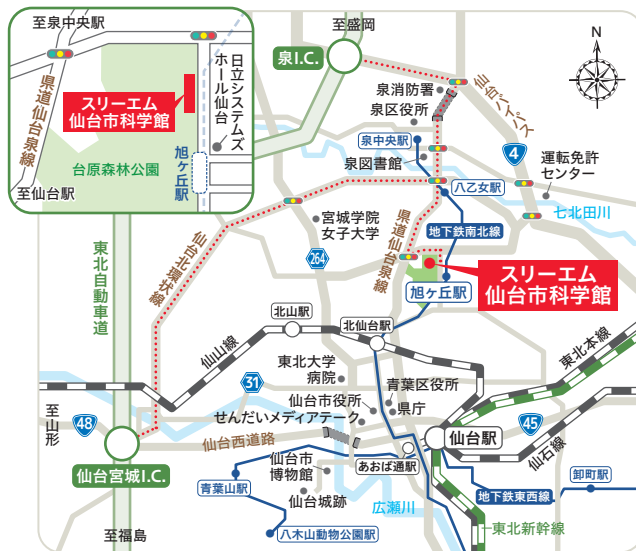 至泉中央駅
県道仙台泉線
スリーエム
仙台市科学館
日立システムズ
ホール仙台
台原森林公園
旭ヶ丘駅
至仙台駅
至盛岡
泉I.C.
泉消防署
泉区役所
仙台バイパス
N
泉中央駅
泉図書館
4
運転免許
センター
八乙女駅
七北田川
地下鉄南北線
宮城学院
女子大学
264
県道仙台泉線
スリーエム
仙台市科学館
旭ヶ丘駅
東北自動車道
仙台北環状線
北山駅
北仙台駅
仙山線
東北本線
東北大学
病院
31
青葉区役所
仙台市役所
県庁
せんだいメディアテーク
至山形
48
仙台西道路
仙台駅
45
仙石線
あおば通駅
仙台宮城I.C.
仙台市
博物館
青葉山駅
仙台城跡
広瀬川
地下鉄東西線
卸町駅
至福島
八木山動物公園駅
東北新幹線